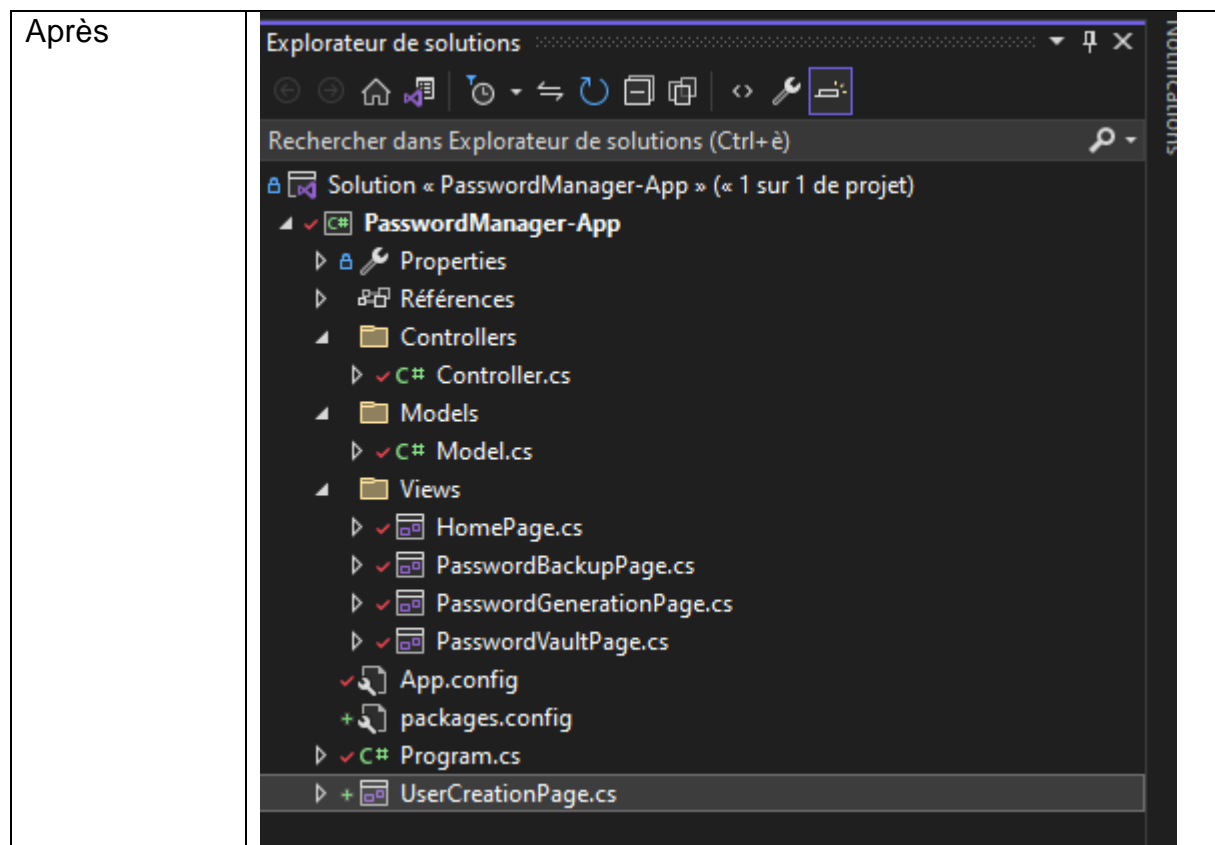 Après
Explorateur de solutions
Notifications
Rechercher dans Explorateur de solutions (Ctrl+è)
Solution « PasswordManager-App » (« 1 sur 1 de projet)
C# PasswordManager-App
Properties
Références
Controllers
C# Controller.cs
Models
C# Model.cs
Views
HomePage.cs
PasswordBackupPage.cs
PasswordGenerationPage.cs
PasswordVaultPage.cs
App.config
+ packages.config
C# Program.cs
+ UserCreationPage.cs